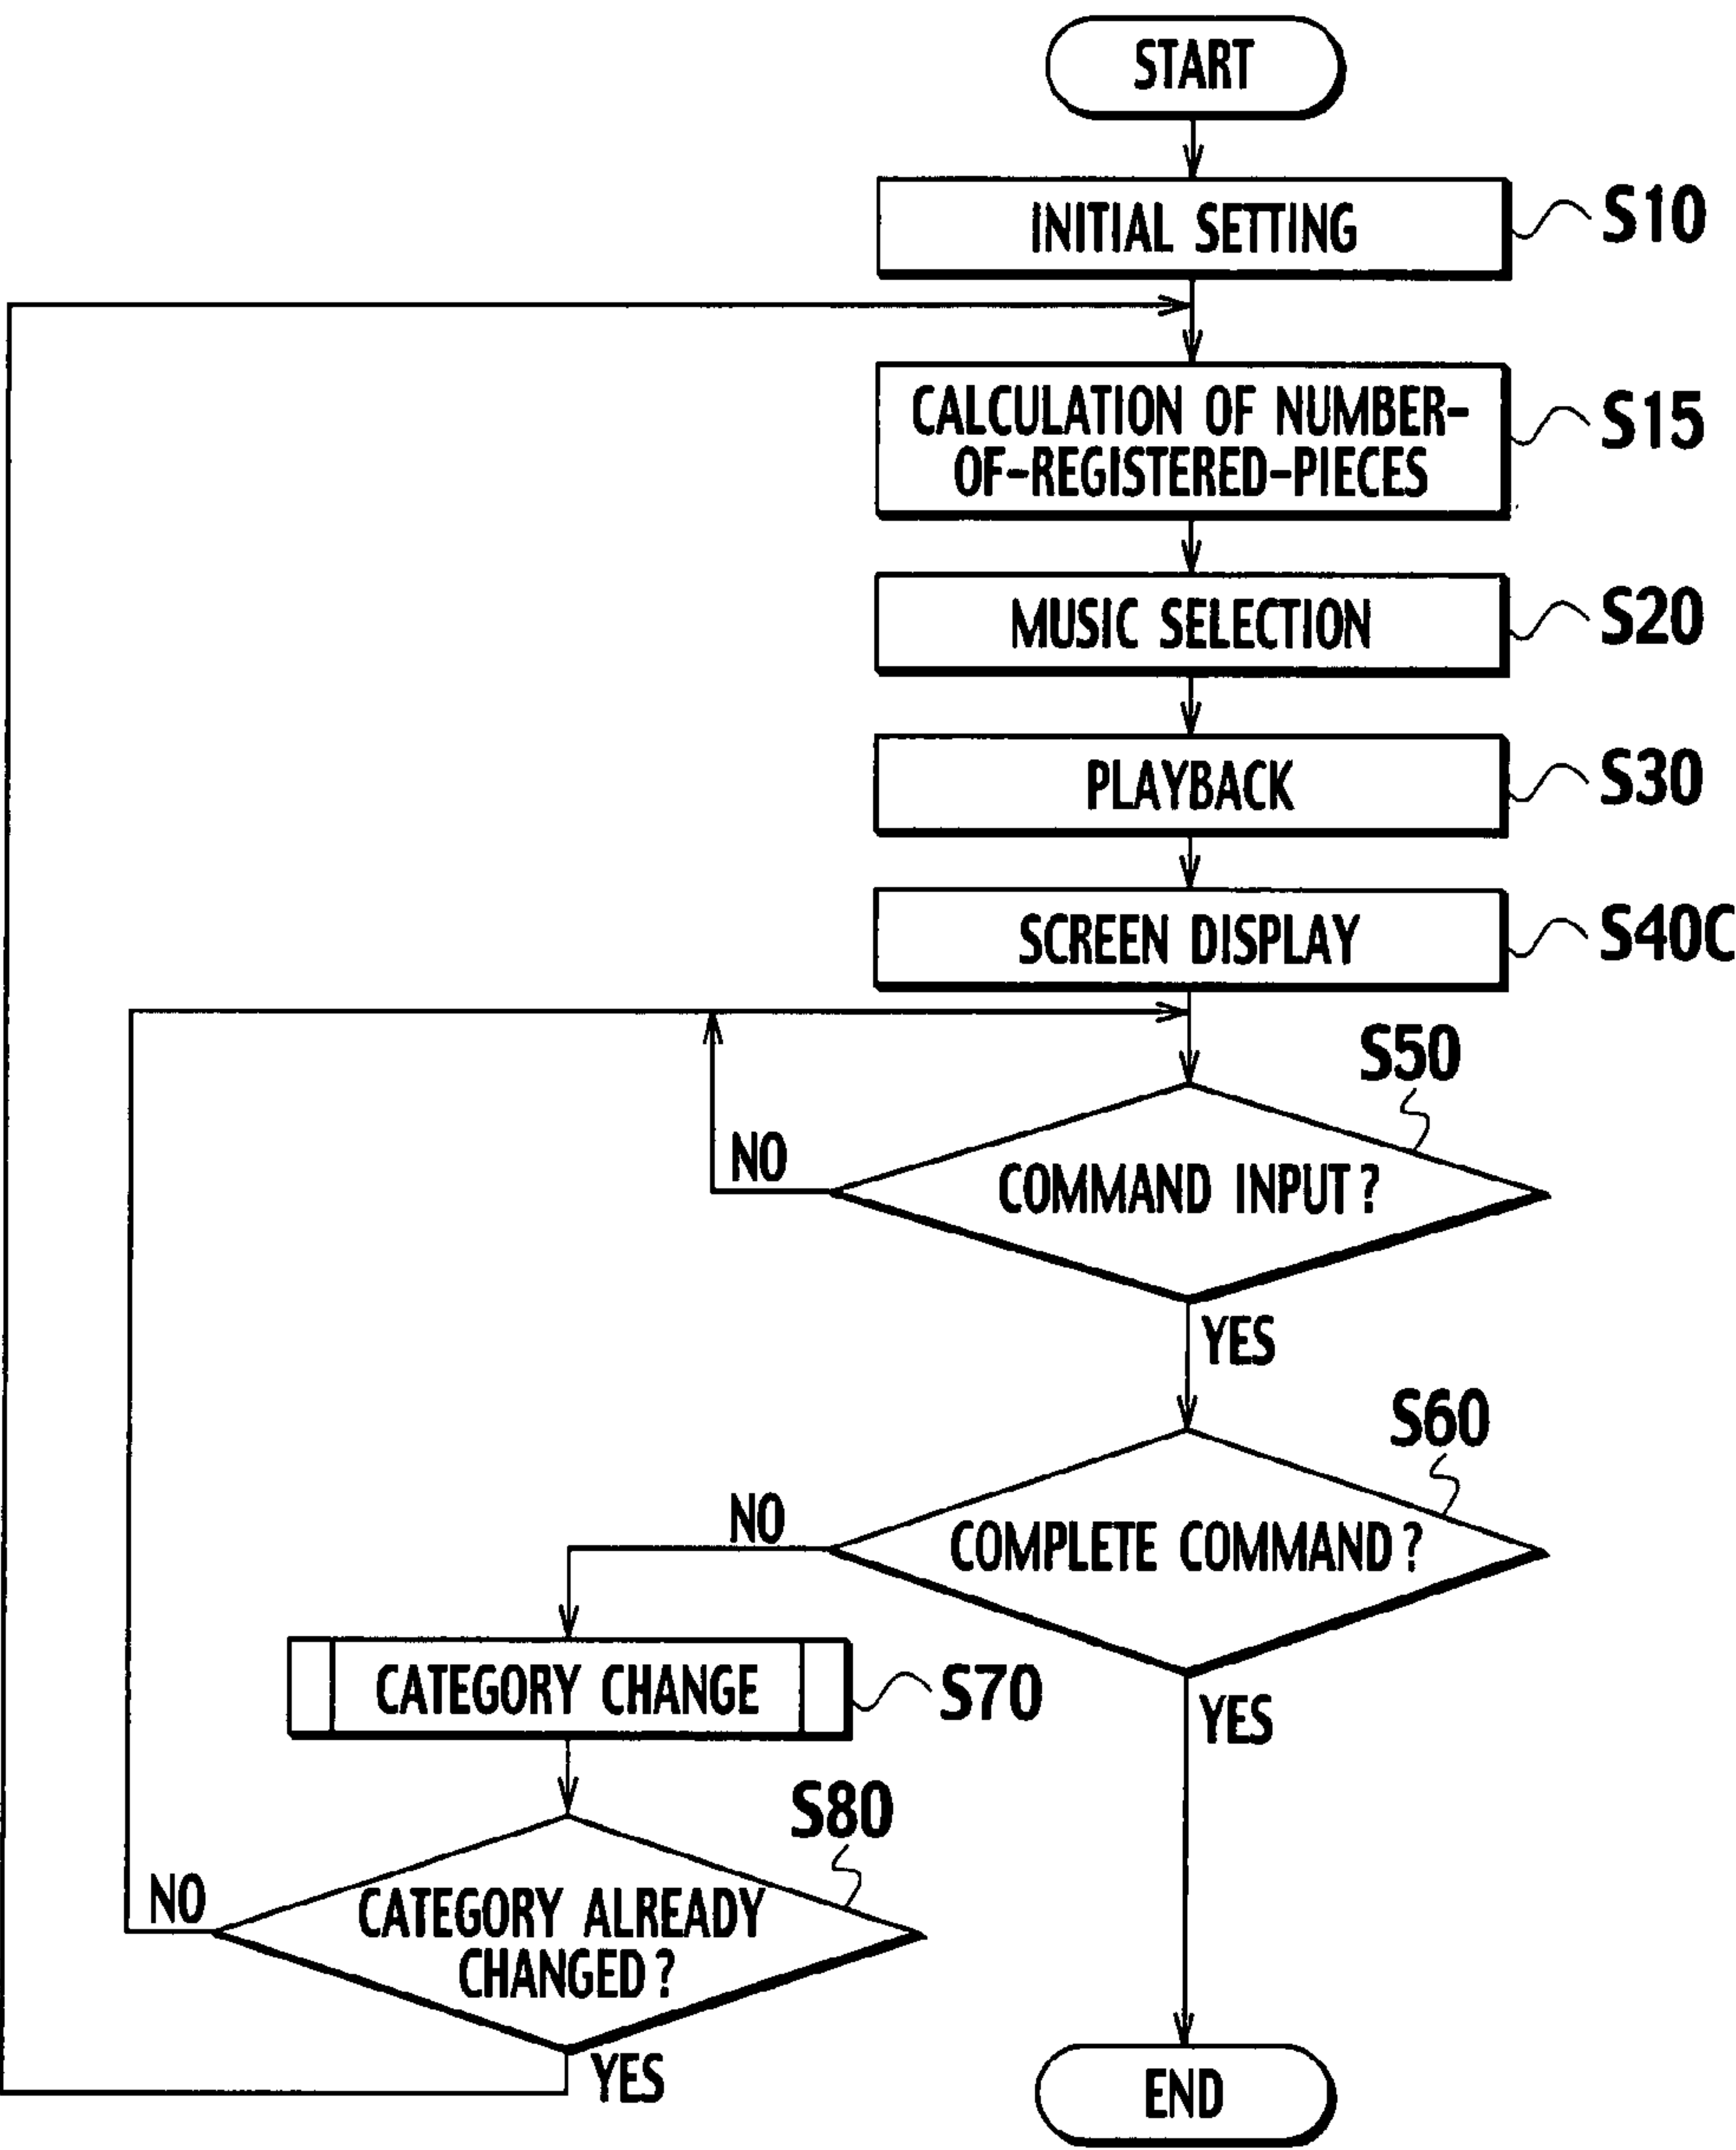 START
INITIAL SETTING
S10
CALCULATION OF NUMBER-
OF-REGISTERED-PIECES
S15
MUSIC SELECTION
S20
PLAYBACK
S30
SCREEN DISPLAY
S40C
S50
NO
COMMAND INPUT?
YES
S60
NO
COMPLETE COMMAND?
CATEGORY CHANGE
S70
YES
S80
NO
CATEGORY ALREADY
CHANGED?
YES
END